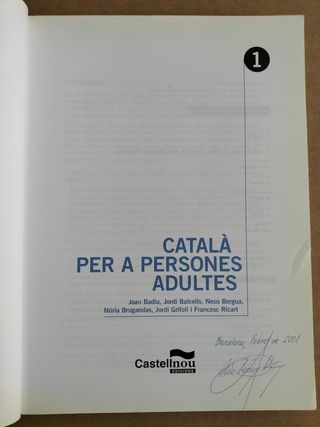 1
CATALÀ
PER A PERSONES
ADULTES
Joan Badia, Jordi Balcells, Neus Bergua,
Núria Brugarolas, Jordi Grifoll i Francesc Ricart
Barcelona, Febrer de 2001
Castellnou
EDICIONS